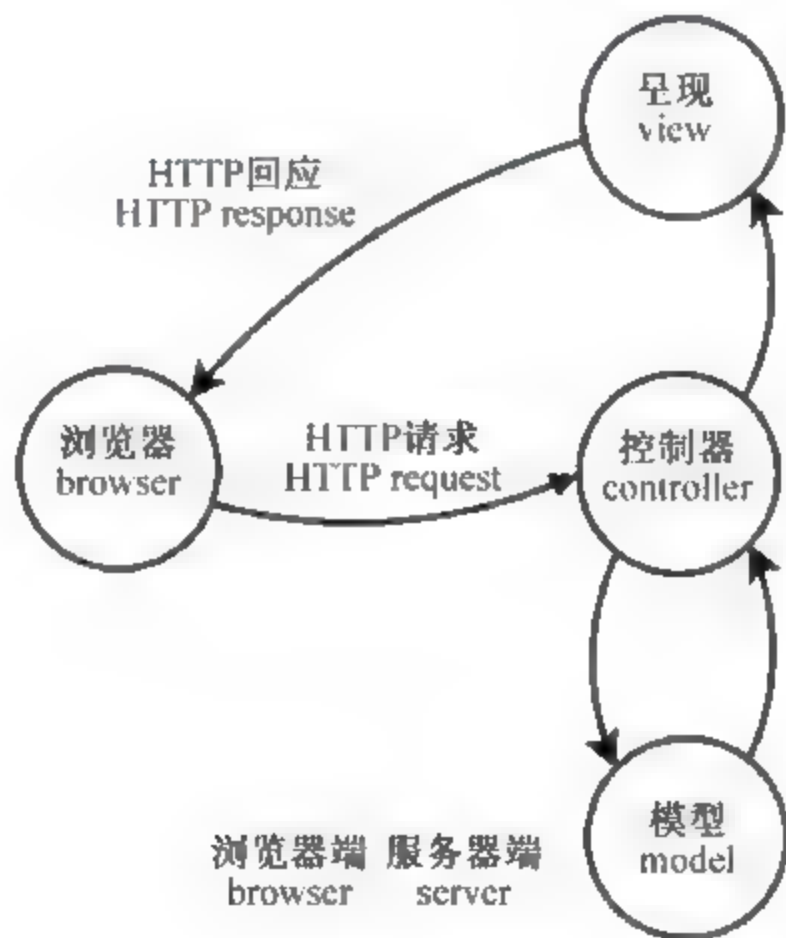 呈现
view
HTTP回应
HTTP response
浏览器
browser
HTTP请求
HTTP request
控制器
controller
模型
model
浏览器端 服务器端
browser server